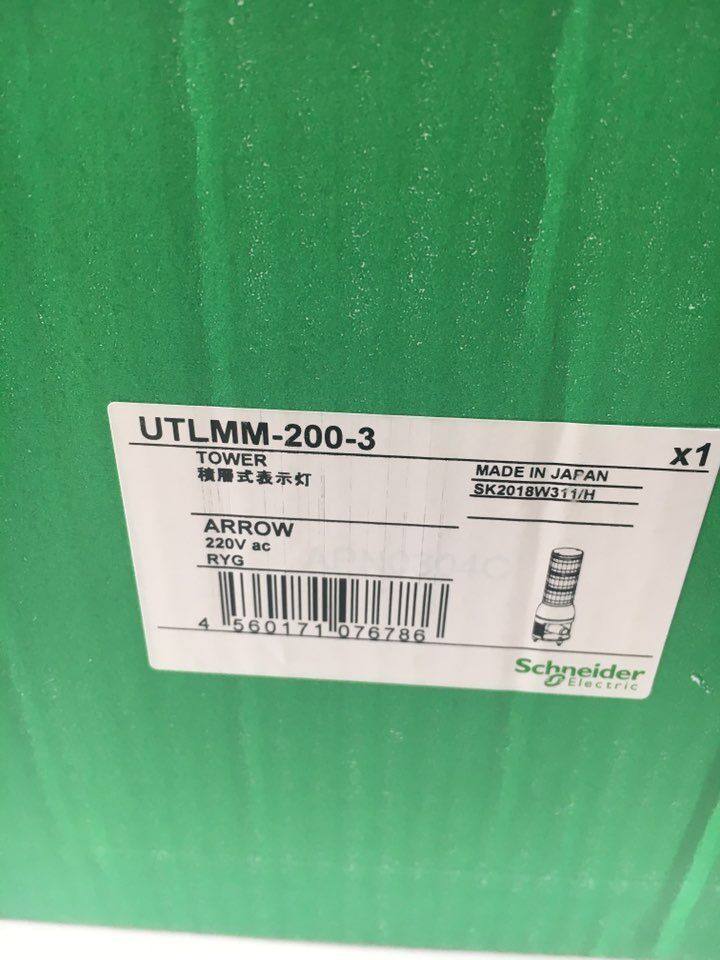 UTLMM-200-3
x1
TOWER
積層式表示灯
MADE IN JAPAN
SK2018W311/H
ARROW
220V ac
RYG
4 560171 076786
Schneider
Electric